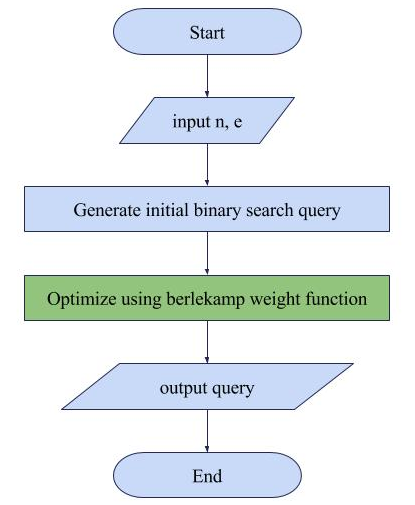 Start
input n, e
Generate initial binary search query
Optimize using berlekamp weight function
output query
End